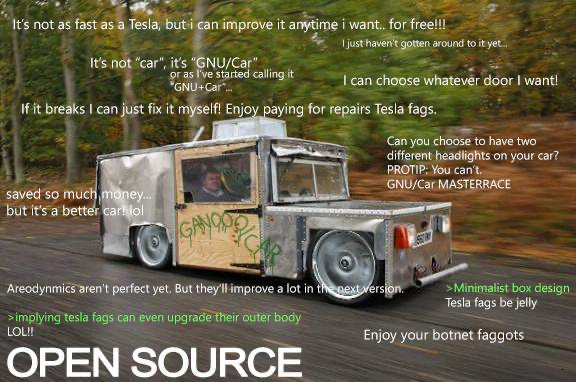 It's not as fast as a Tesla, but i can improve it anytime i want.. for free!!!
I just haven't gotten around to it yet...
It's not "car", it's "GNU/Car"
or as I've started calling it
"GNU+Car"...
I can choose whatever door I want!
If it breaks I can just fix it myself! Enjoy paying for repairs Tesla fags.
Can you choose to have two
different headlights on your car?
PROTIP: You can't.
GNU/Car MASTERRACE
saved so much money...
but it's a better car! lol
Areodynmics aren't perfect yet. But they'll improve a lot in the next version.
>Minimalist box design
Tesla fags be jelly
>implying tesla fags can even upgrade their outer body
LOL!!
Enjoy your botnet faggots
OPEN SOURCE